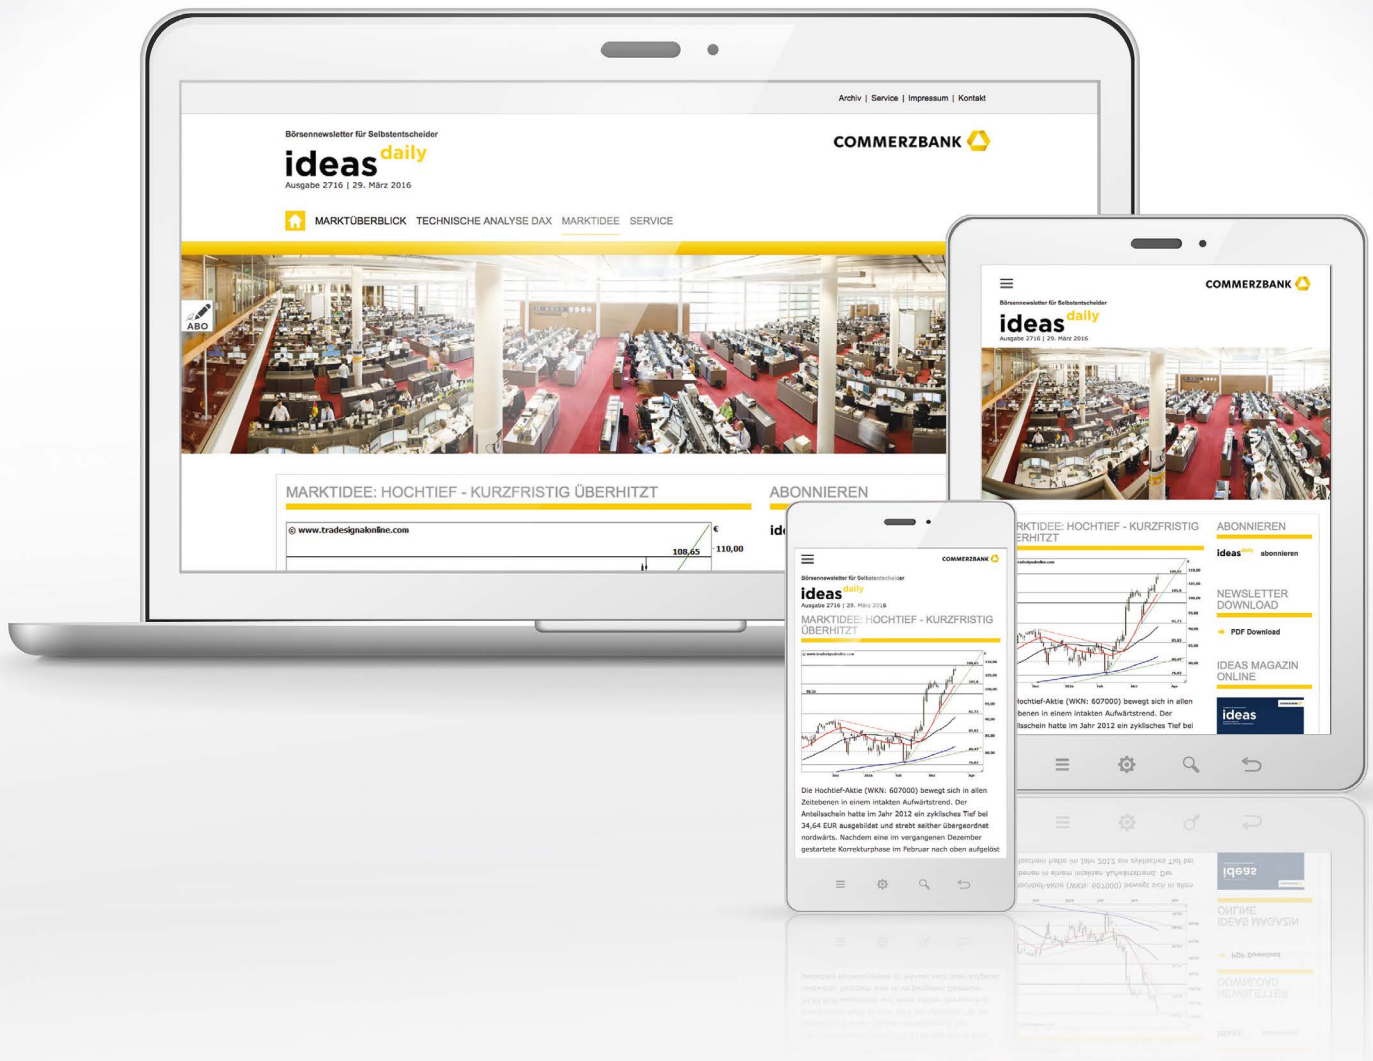 Archiv | Service | Impressum | Kontakt
Börsennewsletter für Selbstentscheider
ideas daily
Ausgabe 2716 | 29. März 2016
COMMERZBANK
MARKTÜBERBLICK TECHNISCHE ANALYSE DAX MARKTIDEE SERVICE
ABO
MARKTIDEE: HOCHTIEF - KURZFRISTIG ÜBERHITZT
ABONNIEREN
© www.tradesignalonline.com
€
108,65
110,00
id
COMMERZBANK
Börsennewsletter für Selbstentscheider
ideas daily
Ausgabe 2716 | 29. März 2016
RKTIDEE: HOCHTIEF - KURZFRISTIG
ERHITZT
ABONNIEREN
ideas daily abonnieren
NEWSLETTER
DOWNLOAD
PDF Download
IDEAS MAGAZIN
ONLINE
ideas
ochtief-Aktie (WKN: 607000) bewegt sich in allen
benen in einem intakten Aufwärtstrend. Der
lsschein hatte im Jahr 2012 ein zyklisches Tief bei
COMMERZBANK
Börsennewsletter für Selbstentscheider
ideas daily
Ausgabe 2716 | 29. März 2016
MARKTIDEE: HOCHTIEF - KURZFRISTIG
ÜBERHITZT
© www.tradesignalonline.com
Die Hochtief-Aktie (WKN: 607000) bewegt sich in allen
Zeitebenen in einem intakten Aufwärtstrend. Der
Anteilsschein hatte im Jahr 2012 ein zyklisches Tief bei
34,64 EUR ausgebildet und strebt seither übergeordnet
nordwärts. Nachdem eine im vergangenen Dezember
gestartete Korrekturphase im Februar nach oben aufgelöst